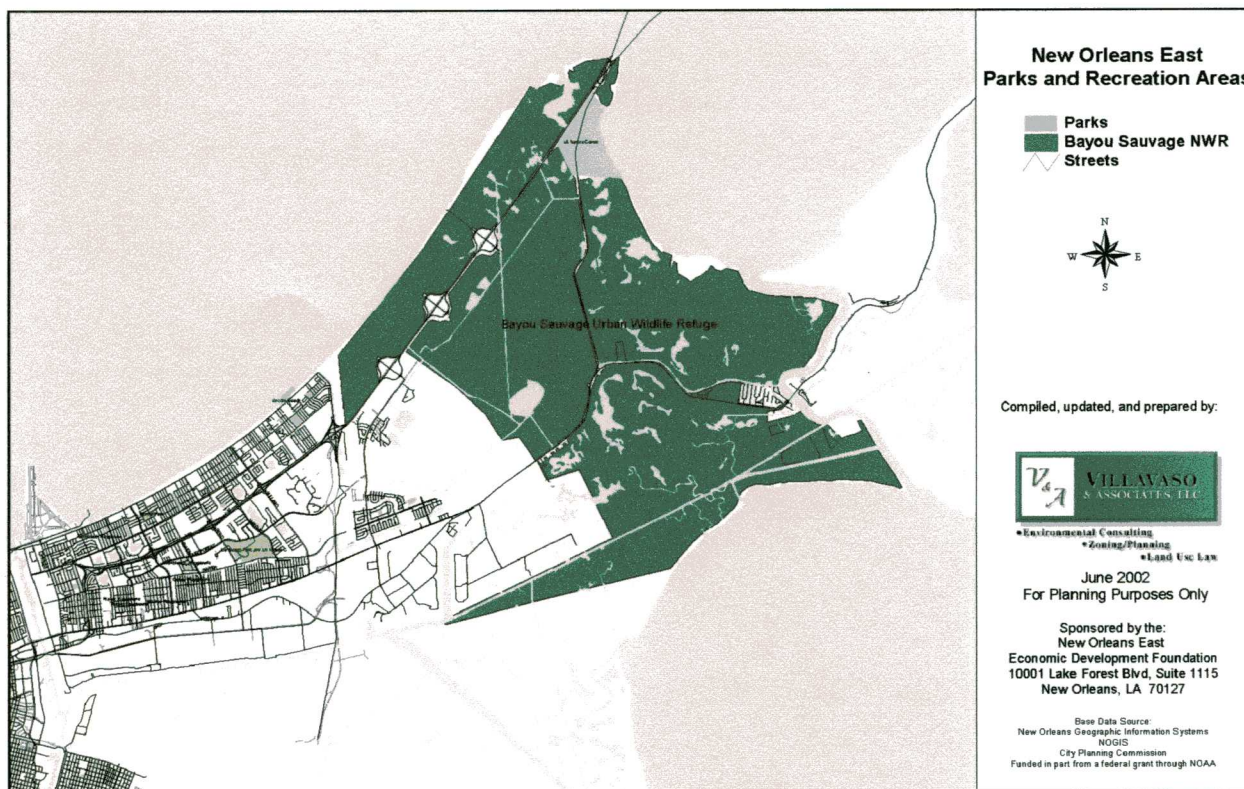 New Orleans East
Parks and Recreation Areas
Parks
Bayou Sauvage NWR
Streets
N
W
E
S
Bayou Sauvage Urban Wildlife Refuge
Compiled, updated, and prepared by:
V & A
VILLAVASO
& ASSOCIATES, LLC
•Environmental Consulting
•Zoning/Planning
•Land Use Law
June 2002
For Planning Purposes Only
Sponsored by the:
New Orleans East
Economic Development Foundation
10001 Lake Forest Blvd, Suite 1115
New Orleans, LA 70127
Base Data Source:
New Orleans Geographic Information Systems
NOGIS
City Planning Commission
Funded in part from a federal grant through NOAA